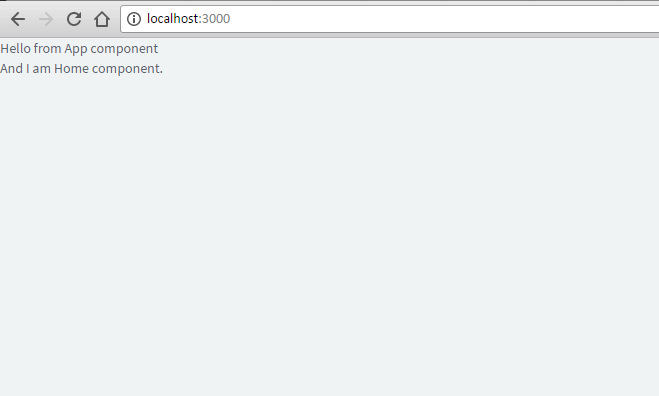 localhost:3000
Hello from App component
And I am Home component.